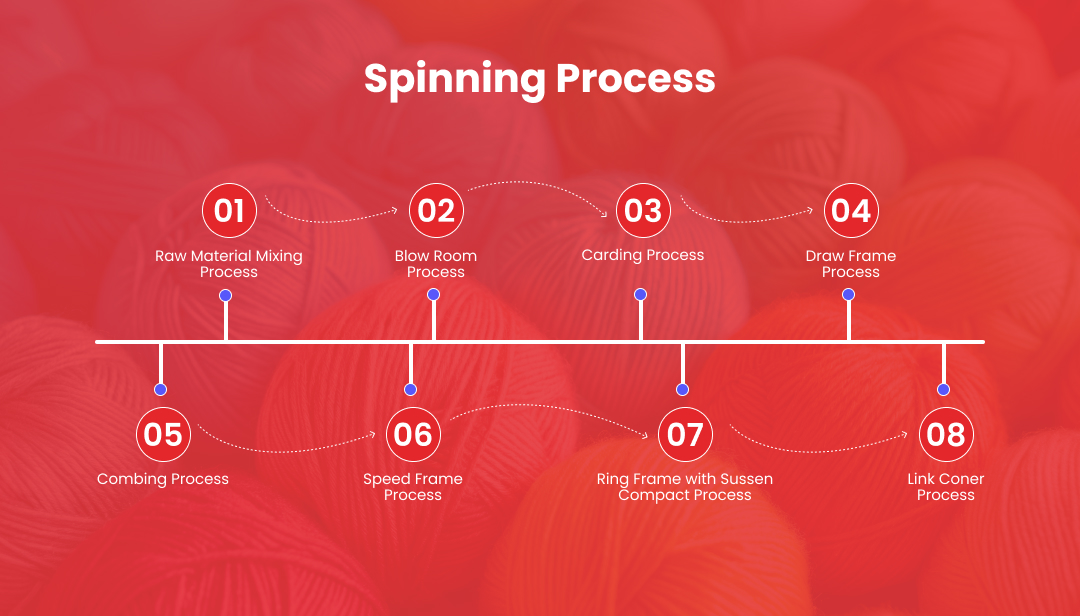 Spinning Process
01
Raw Material Mixing
Process
02
Blow Room
Process
03
Carding Process
04
Draw Frame
Process
05
Combing Process
06
Speed Frame
Process
07
Ring Frame with Sussen
Compact Process
08
Link Coner
Process